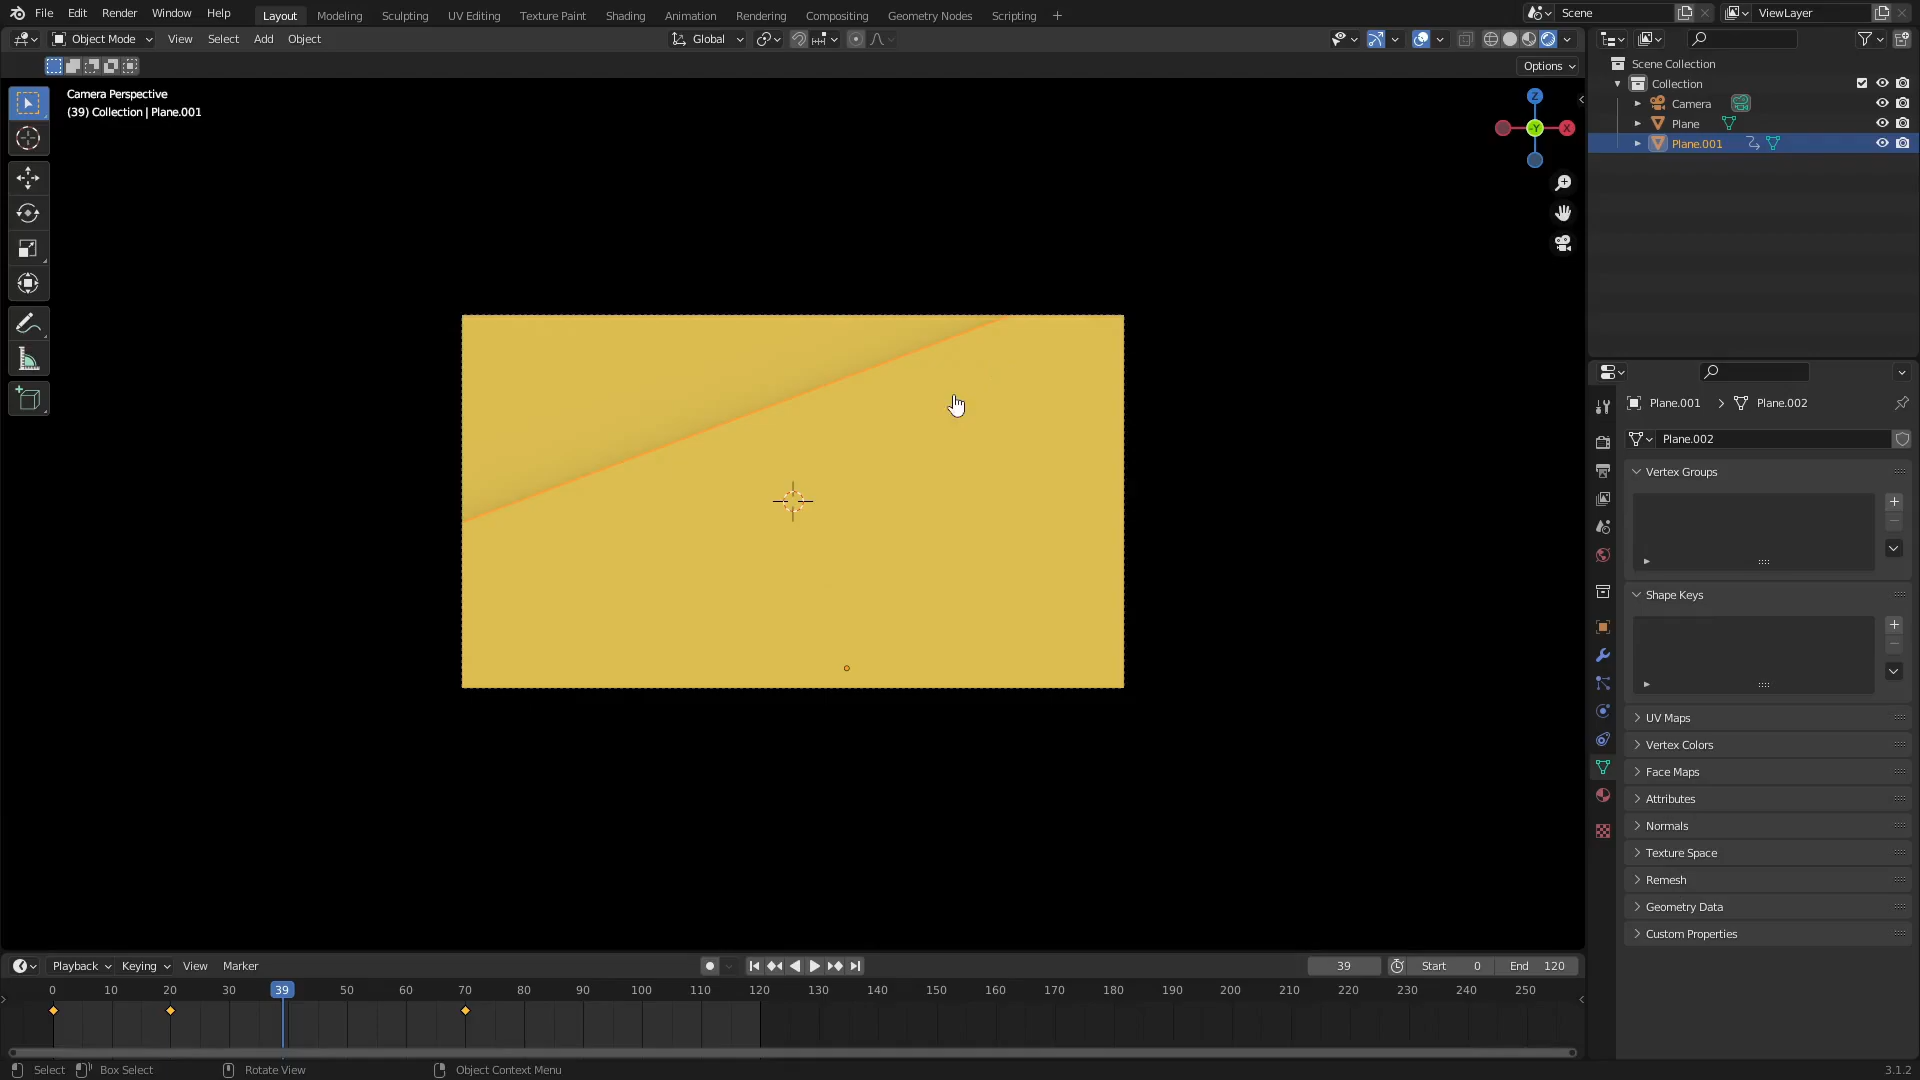 File Edit Render Window Help Layout Modeling Sculpting UV Editing Texture Paint Shading Animation Rendering Compositing Geometry Nodes Scripting + Scene ViewLayer
Object Mode View Select Add Object Global
Options
Camera Perspective
(39) Collection | Plane.001
Z
Y
X
Scene Collection
Collection
Camera
Plane
Plane.001
Plane.001 > Plane.002
Plane.002
Vertex Groups
Shape Keys
UV Maps
Vertex Colors
Face Maps
Attributes
Normals
Texture Space
Remesh
Geometry Data
Custom Properties
Playback Keying View Marker 39 Start 0 End 120
0 10 20 30 39 50 60 70 80 90 100 110 120 130 140 150 160 170 180 190 200 210 220 230 240 250
Select Box Select Rotate View Object Context Menu 3.1.2